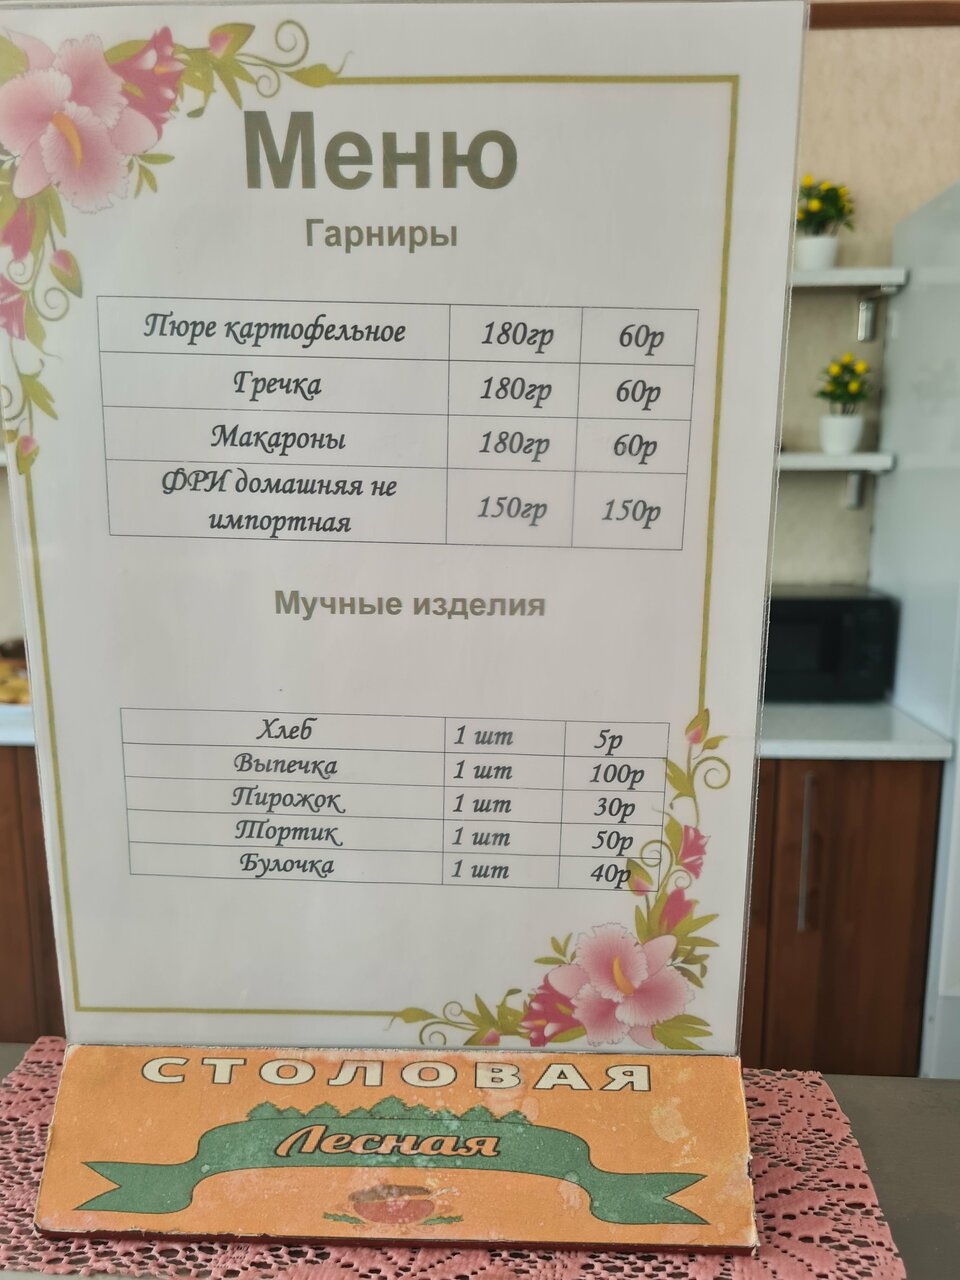 Меню
Гарниры
Пюре картофельное 180гр 60р
Гречка 180гр 60р
Макароны 180гр 60р
ФРИ домашняя не
импортная 150гр 150р
Мучные изделия
Хлеб 1 шт 5р
Выпечка 1 шт 100р
Пирожок 1 шт 30р
Тортик 1 шт 50р
Булочка 1 шт 40р
СТОЛОВАЯ
Лесная